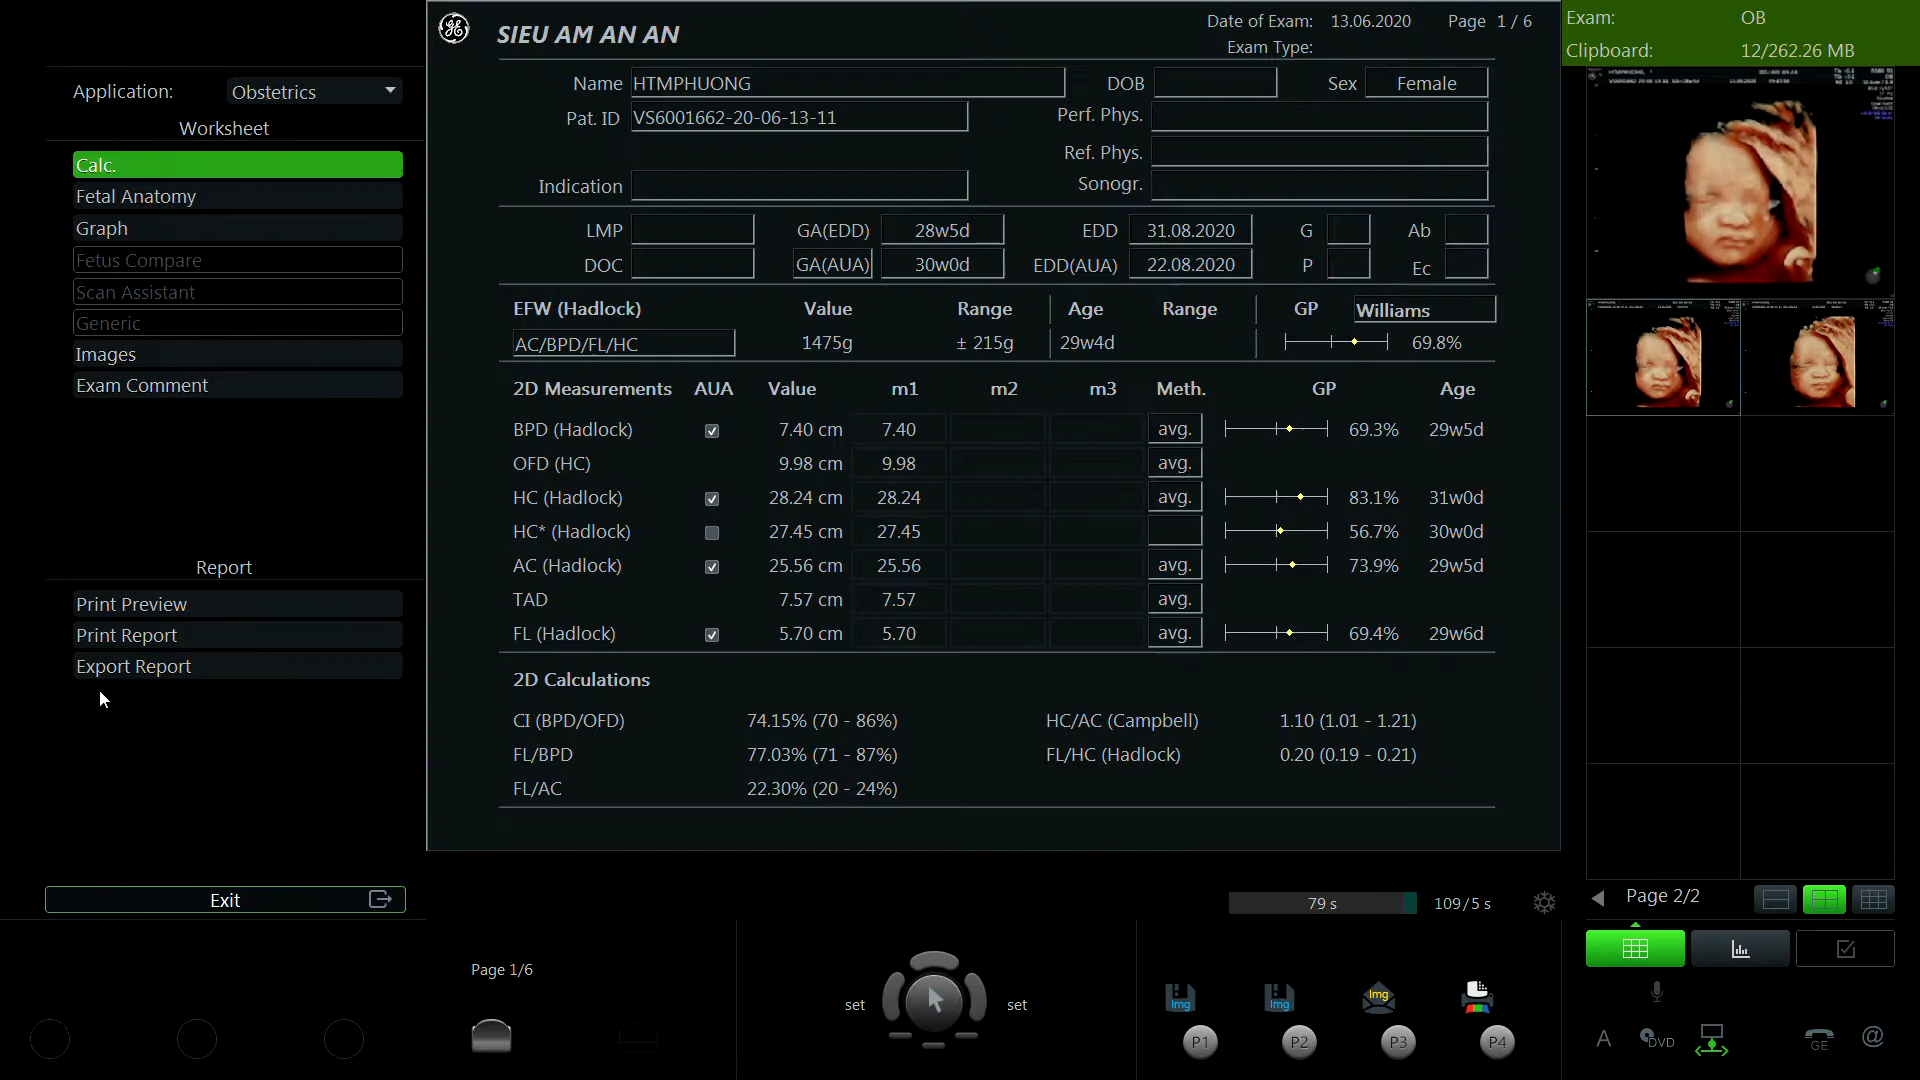 SIEU AM AN AN
Date of Exam: 13.06.2020 Page 1 / 6
Exam Type:
Exam: OB
Clipboard: 12/262.26 MB
Application: Obstetrics
Worksheet
Calc.
Fetal Anatomy
Graph
Fetus Compare
Scan Assistant
Generic
Images
Exam Comment
Report
Print Preview
Print Report
Export Report
Exit
Name HTMPHUONG DOB Sex Female
Pat. ID VS6001662-20-06-13-11 Perf. Phys.
Ref. Phys.
Indication Sonogr.
LMP GA(EDD) 28w5d EDD 31.08.2020 G Ab
DOC GA(AUA) 30w0d EDD(AUA) 22.08.2020 P Ec
EFW (Hadlock) Value Range Age Range GP Williams
AC/BPD/FL/HC 1475g ± 215g 29w4d 69.8%
2D Measurements AUA Value m1 m2 m3 Meth. GP Age
BPD (Hadlock) 7.40 cm 7.40 avg. 69.3% 29w5d
OFD (HC) 9.98 cm 9.98 avg.
HC (Hadlock) 28.24 cm 28.24 avg. 83.1% 31w0d
HC* (Hadlock) 27.45 cm 27.45 56.7% 30w0d
AC (Hadlock) 25.56 cm 25.56 avg. 73.9% 29w5d
TAD 7.57 cm 7.57 avg.
FL (Hadlock) 5.70 cm 5.70 avg. 69.4% 29w6d
2D Calculations
CI (BPD/OFD) 74.15% (70 - 86%) HC/AC (Campbell) 1.10 (1.01 - 1.21)
FL/BPD 77.03% (71 - 87%) FL/HC (Hadlock) 0.20 (0.19 - 0.21)
FL/AC 22.30% (20 - 24%)
79 s 109/5 s
Page 2/2
Page 1/6
set set
Img Img Img
P1 P2 P3 P4
A DVD GE @